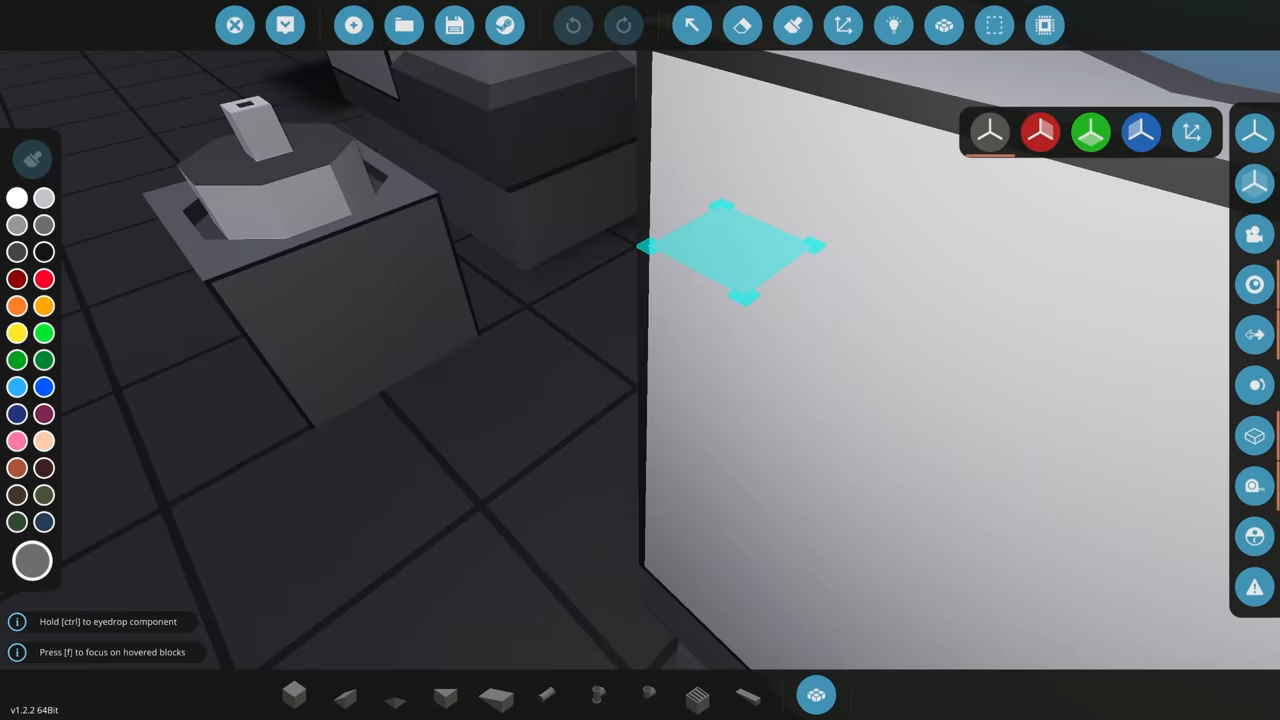 Hold [ctrl] to eyedrop component
Press [f] to focus on hovered blocks
v1.2.2 64Bit